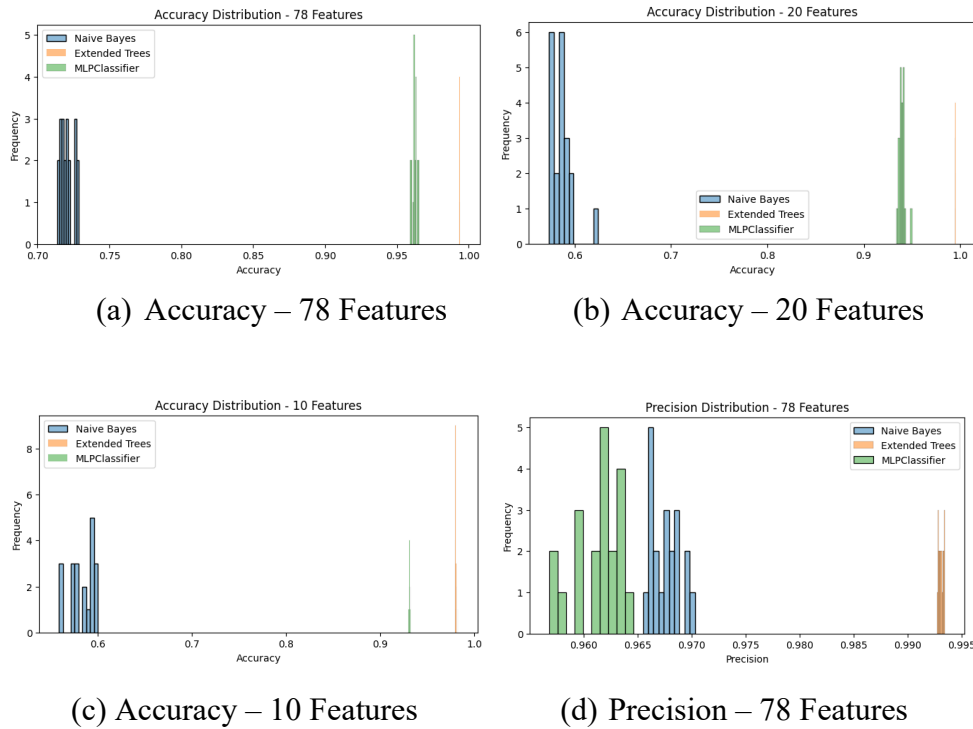 Accuracy Distribution - 78 Features
Naive Bayes
Extended Trees
MLPClassifier
Frequency
5
4
3
2
1
0
0.70 0.75 0.80 0.85 0.90 0.95 1.00
Accuracy
(a) Accuracy – 78 Features
Accuracy Distribution - 20 Features
Frequency
6
5
4
3
2
1
0
Naive Bayes
Extended Trees
MLPClassifier
0.6 0.7 0.8 0.9 1.0
Accuracy
(b) Accuracy – 20 Features
Accuracy Distribution - 10 Features
Naive Bayes
Extended Trees
MLPClassifier
Frequency
8
6
4
2
0
0.6 0.7 0.8 0.9 1.0
Accuracy
(c) Accuracy – 10 Features
Precision Distribution - 78 Features
Naive Bayes
Extended Trees
MLPClassifier
Frequency
5
4
3
2
1
0
0.960 0.965 0.970 0.975 0.980 0.985 0.990 0.995
Precision
(d) Precision – 78 Features